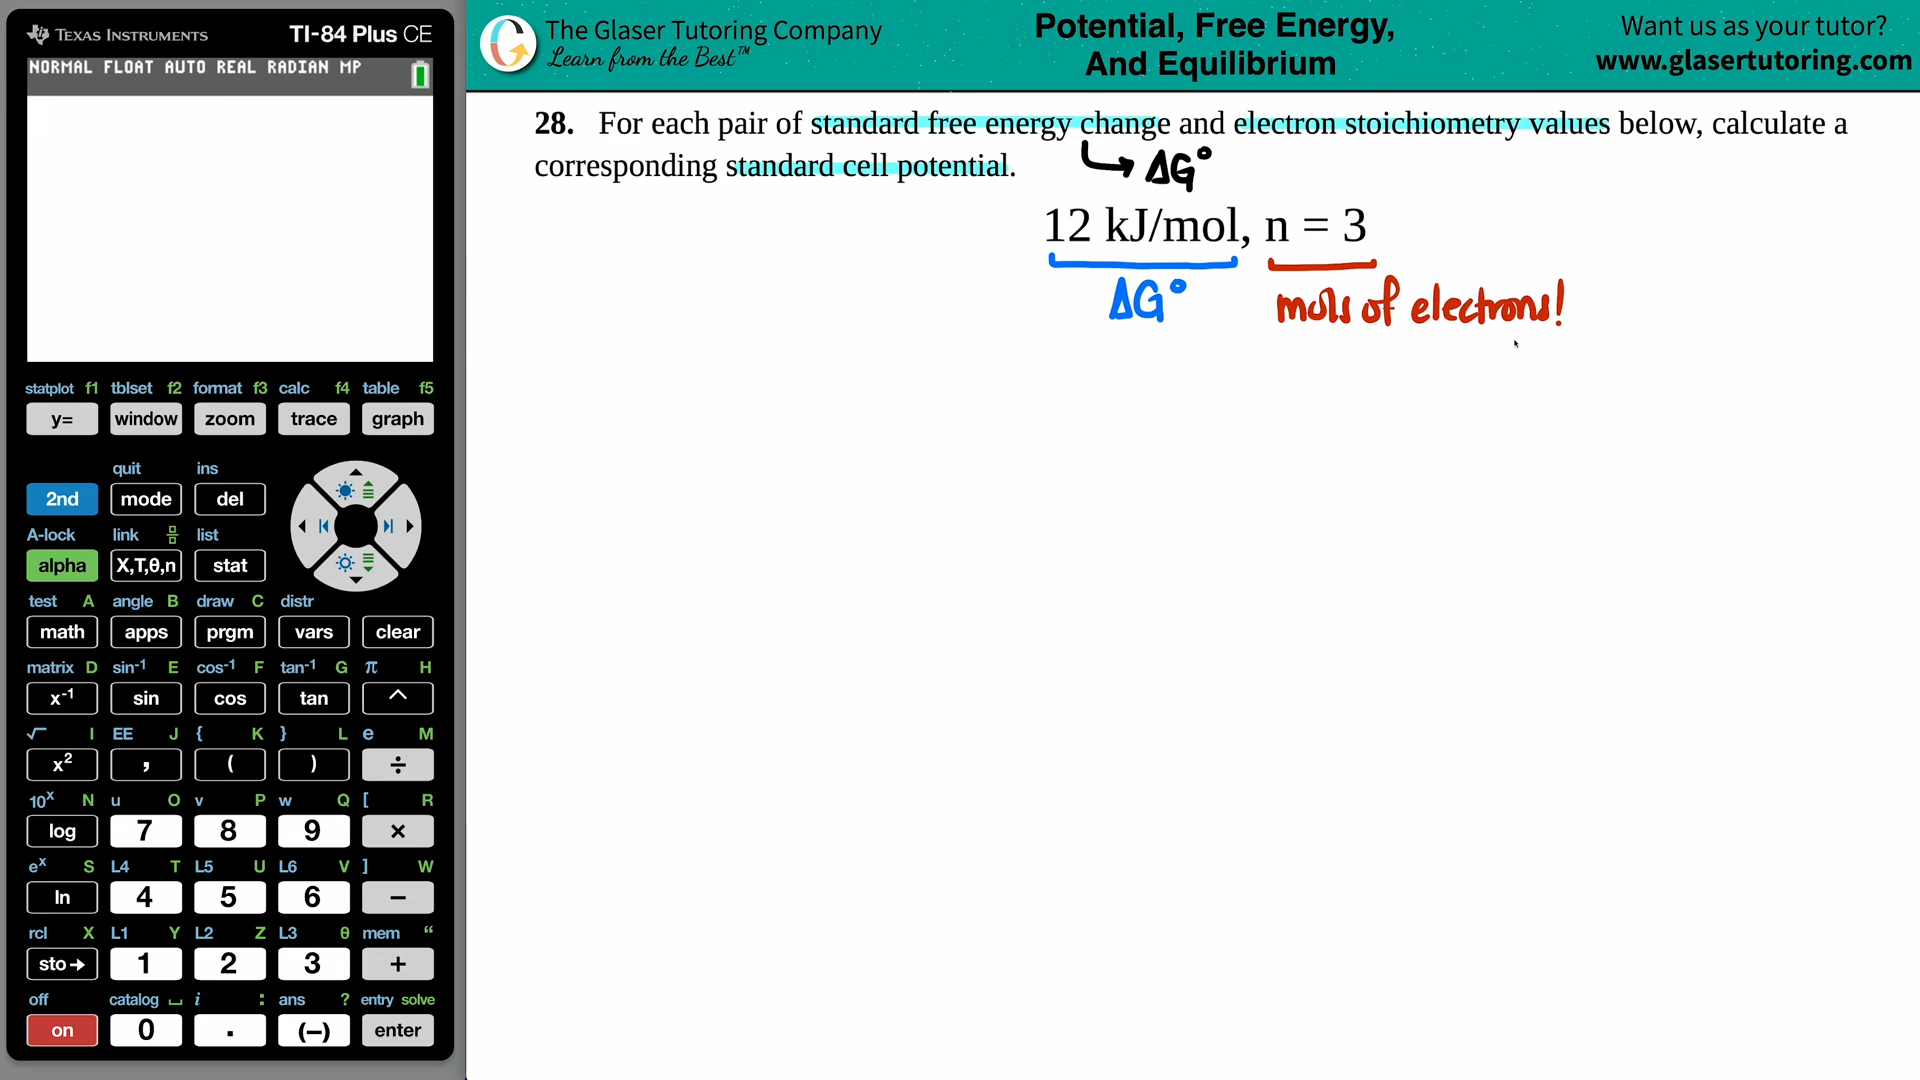 TEXAS INSTRUMENTS TI-84 Plus CE
NORMAL FLOAT AUTO REAL RADIAN MP
statplot f1 tblset f2 format f3 calc f4 table f5
y= window zoom trace graph
quit ins
2nd mode del
A-lock link list
alpha X,T,θ,n stat
test A angle B draw C distr
math apps prgm vars clear
matrix D sin⁻¹ E cos⁻¹ F tan⁻¹ G π H
x⁻¹ sin cos tan ^
√ I EE J { K } L e M
x² , ( ) ÷
10ˣ N u O v P w Q [ R
log 7 8 9 ×
eˣ S L4 T L5 U L6 V ] W
ln 4 5 6 −
rcl X L1 Y L2 Z L3 θ mem "
sto→ 1 2 3 +
off catalog ⎵ i : ans ? entry solve
on 0 . (−) enter
The Glaser Tutoring Company
Learn from the Best™
Potential, Free Energy,
And Equilibrium
Want us as your tutor?
www.glasertutoring.com
28. For each pair of standard free energy change and electron stoichiometry values below, calculate a
corresponding standard cell potential.
→ ΔG°
12 kJ/mol, n = 3
ΔG° mols of electrons!